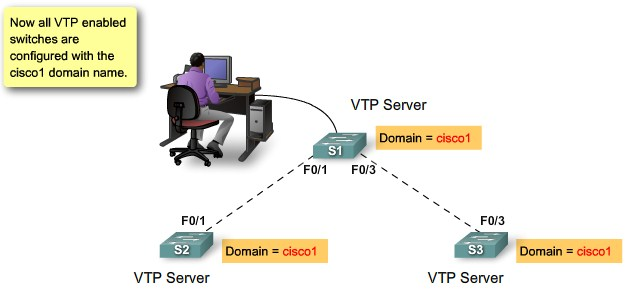 Now all VTP enabled
switches are
configured with the
cisco1 domain name.
VTP Server
Domain = cisco1
S1
F0/1
F0/3
F0/1
F0/3
S2
Domain = cisco1
S3
Domain = cisco1
VTP Server
VTP Server